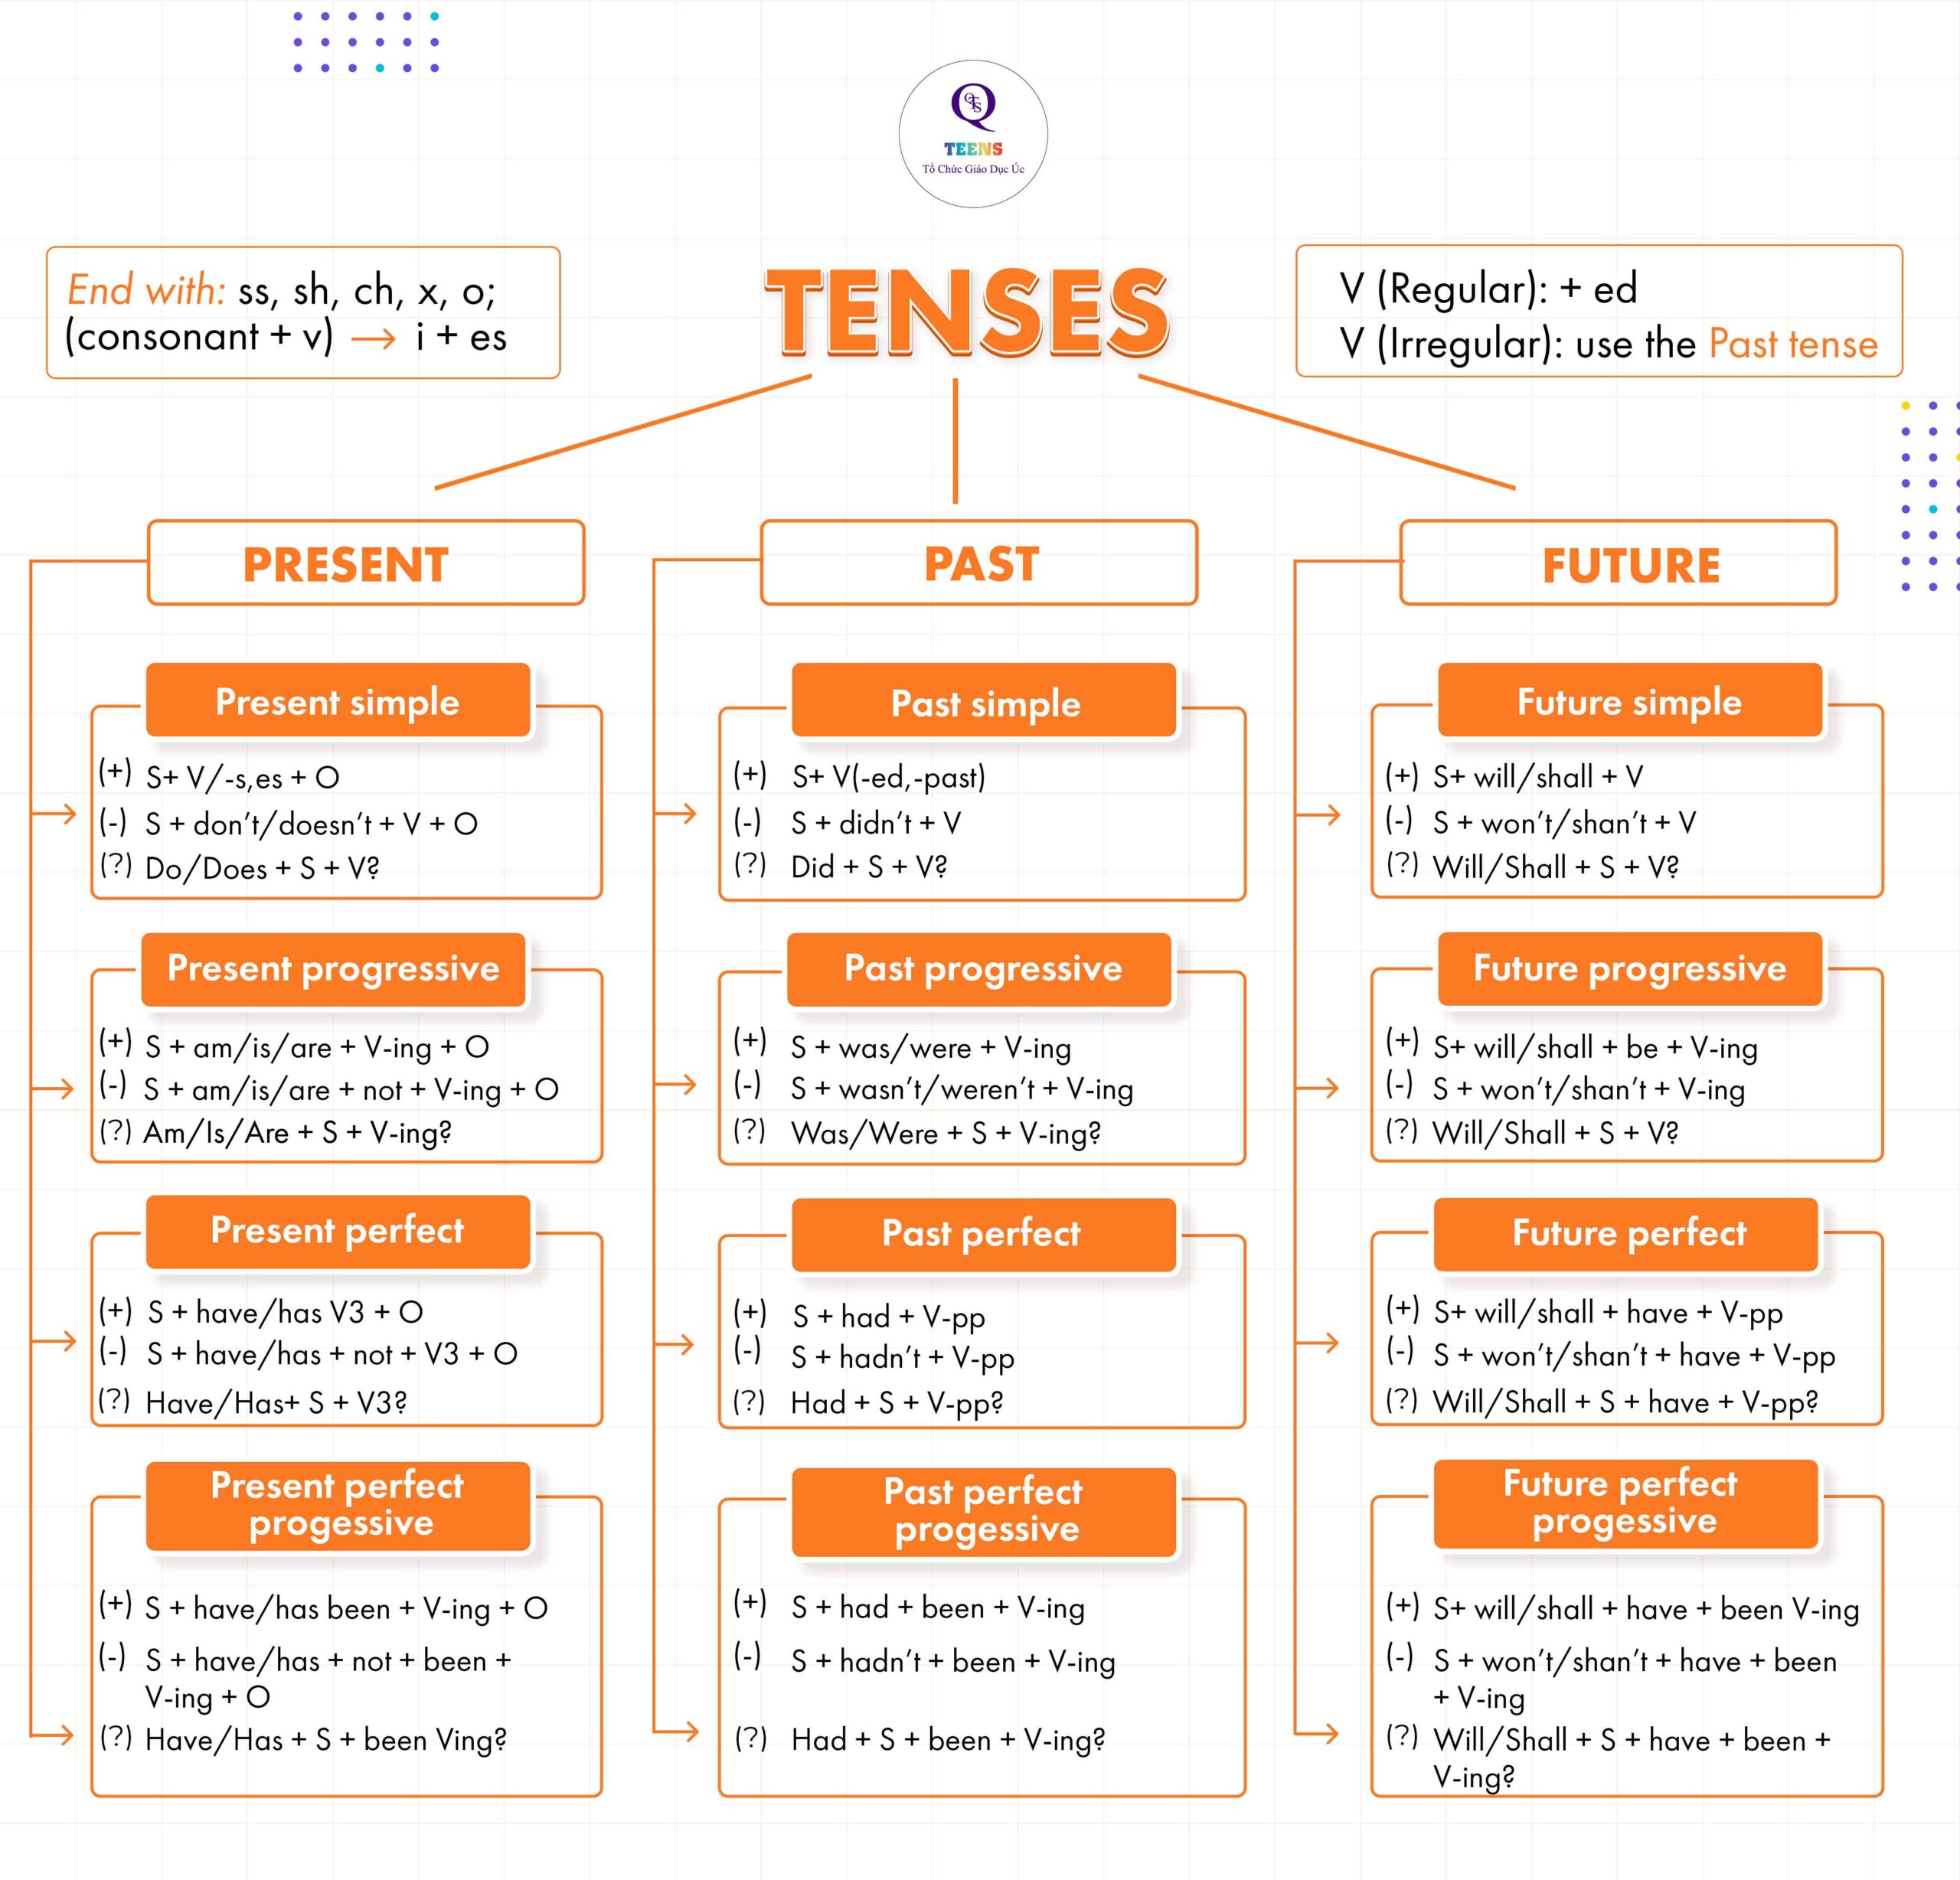 QTS
TEENS
Tổ Chức Giáo Dục Úc
End with: ss, sh, ch, x, o;
(consonant + v) → i + es
TENSES
V (Regular): + ed
V (Irregular): use the Past tense
PRESENT
Present simple
(+) S+ V/-s,es + O
(-) S + don't/doesn't + V + O
(?) Do/Does + S + V?
Present progressive
(+) S + am/is/are + V-ing + O
(-) S + am/is/are + not + V-ing + O
(?) Am/Is/Are + S + V-ing?
Present perfect
(+) S + have/has V3 + O
(-) S + have/has + not + V3 + O
(?) Have/Has+ S + V3?
Present perfect
progessive
(+) S + have/has been + V-ing + O
(-) S + have/has + not + been +
V-ing + O
(?) Have/Has + S + been Ving?
PAST
Past simple
(+) S+ V(-ed,-past)
(-) S + didn't + V
(?) Did + S + V?
Past progressive
(+) S + was/were + V-ing
(-) S + wasn't/weren't + V-ing
(?) Was/Were + S + V-ing?
Past perfect
(+) S + had + V-pp
(-) S + hadn't + V-pp
(?) Had + S + V-pp?
Past perfect
progessive
(+) S + had + been + V-ing
(-) S + hadn't + been + V-ing
(?) Had + S + been + V-ing?
FUTURE
Future simple
(+) S+ will/shall + V
(-) S + won't/shan't + V
(?) Will/Shall + S + V?
Future progressive
(+) S+ will/shall + be + V-ing
(-) S + won't/shan't + V-ing
(?) Will/Shall + S + V?
Future perfect
(+) S+ will/shall + have + V-pp
(-) S + won't/shan't + have + V-pp
(?) Will/Shall + S + have + V-pp?
Future perfect
progessive
(+) S+ will/shall + have + been V-ing
(-) S + won't/shan't + have + been
+ V-ing
(?) Will/Shall + S + have + been +
V-ing?